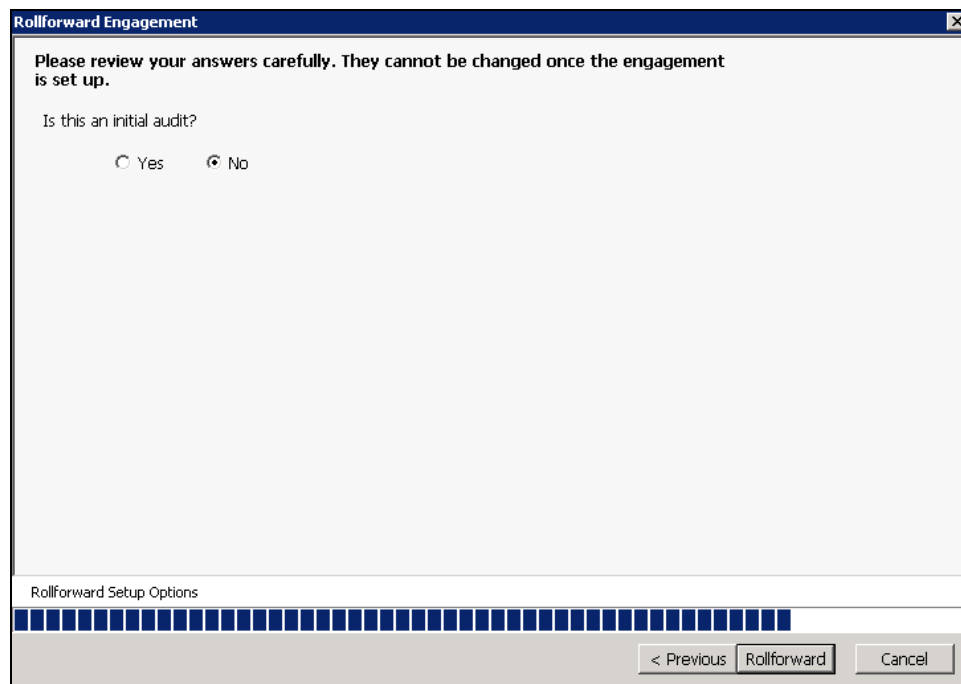 Rollforward Engagement
Please review your answers carefully. They cannot be changed once the engagement
is set up.
Is this an initial audit?
Yes No
Rollforward Setup Options
< Previous Rollforward Cancel